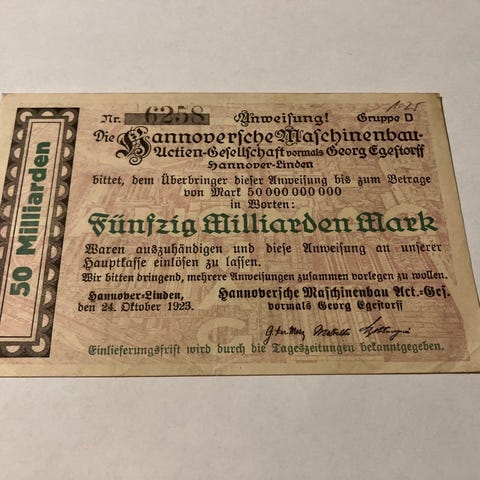 1.25
Nr. 6258 Anweisung! Gruppe D
Die Hannoversche Maschinenbau-
Actien-Gesellschaft vormals Georg Egestorff
Hannover-Linden
bittet, dem Überbringer dieser Anweisung bis zum Betrage
von Mark 50 000 000 000
in Worten:
Fünfzig Milliarden Mark
Waren auszuhändigen und diese Anweisung an unserer
Hauptkasse einlösen zu lassen.
Wir bitten dringend, mehrere Anweisungen zusammen vorlegen zu wollen.
Hannover-Linden, Hannoversche Maschinenbau Act.-Ges.
den 24. Oktober 1923. vormals Georg Egestorff
Einlieferungsfrist wird durch die Tageszeitungen bekanntgegeben.
50 Milliarden